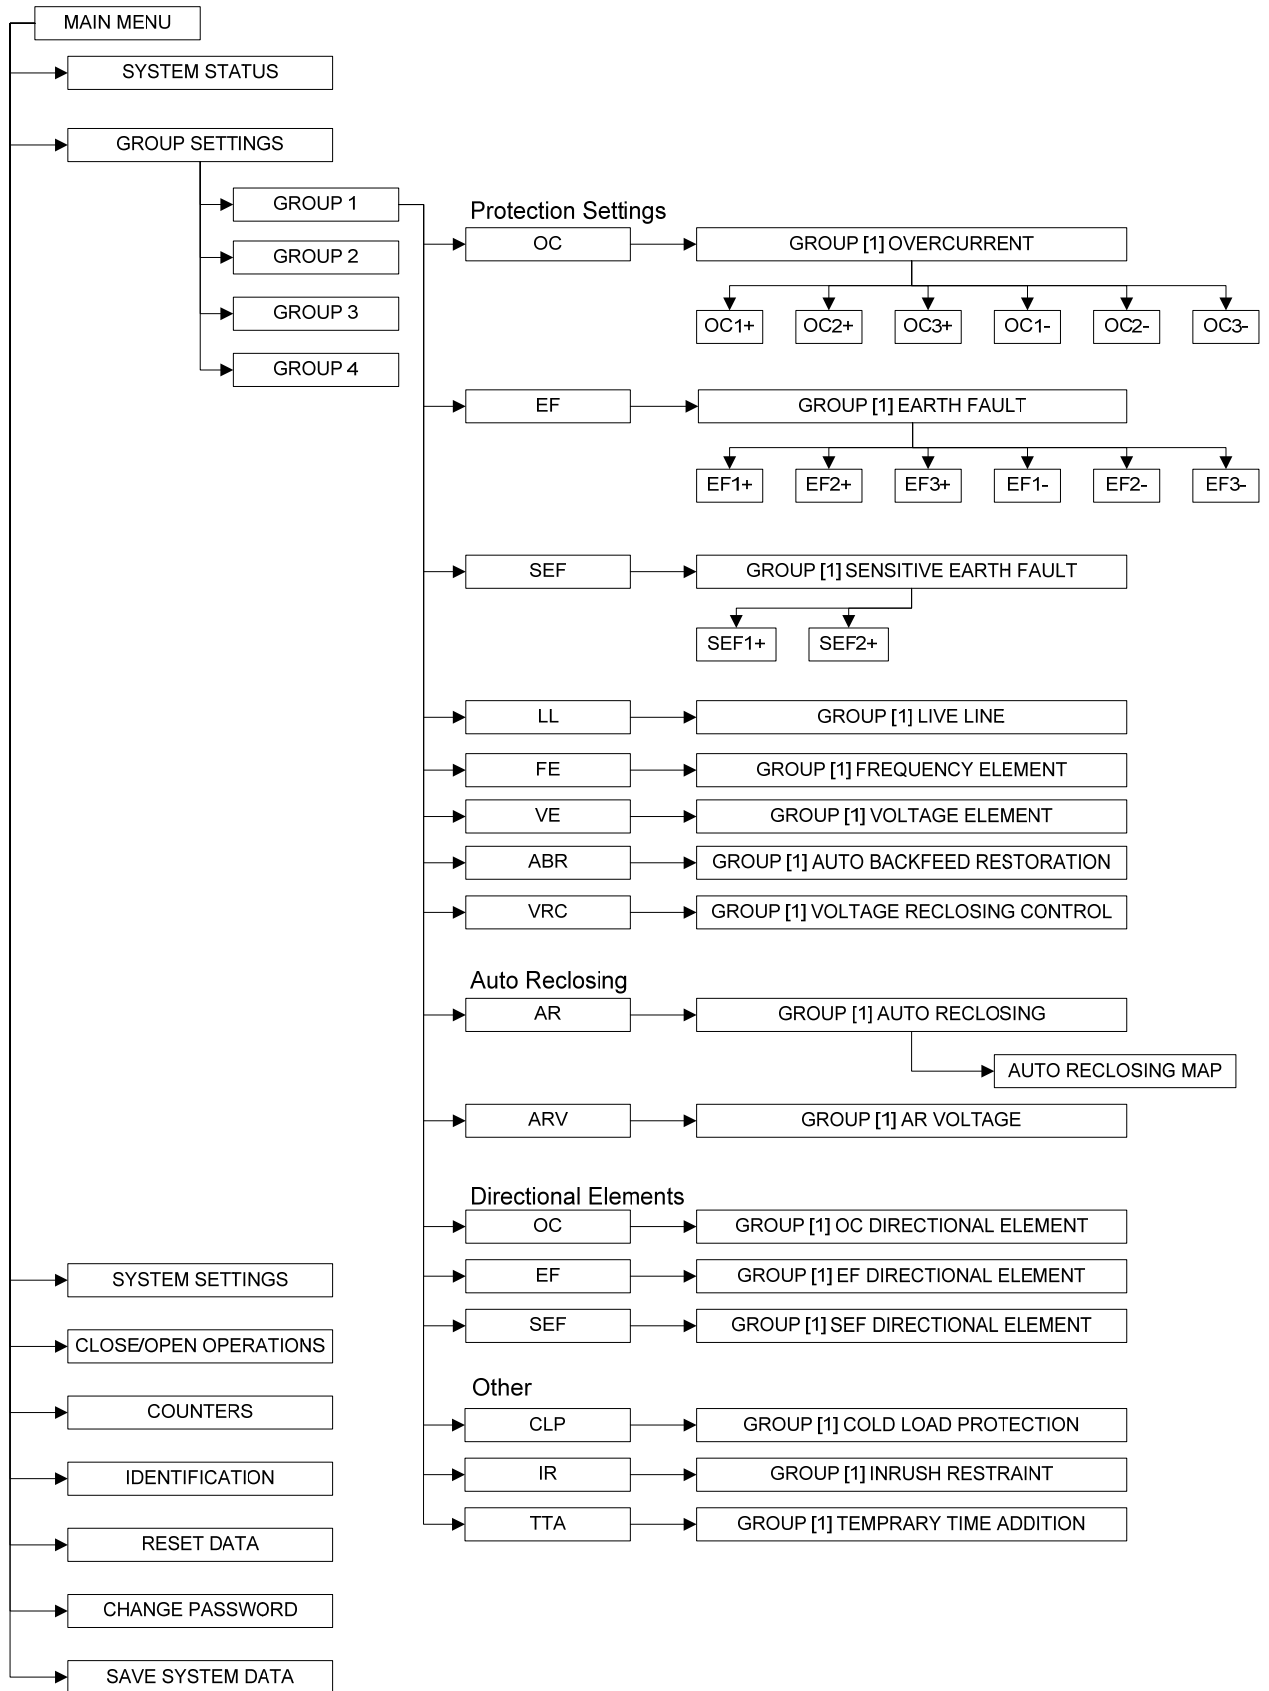 MAIN MENU
SYSTEM STATUS
GROUP SETTINGS
GROUP 1
GROUP 2
GROUP 3
GROUP 4
Protection Settings
OC
GROUP [1] OVERCURRENT
OC1+
OC2+
OC3+
OC1-
OC2-
OC3-
EF
GROUP [1] EARTH FAULT
EF1+
EF2+
EF3+
EF1-
EF2-
EF3-
SEF
GROUP [1] SENSITIVE EARTH FAULT
SEF1+
SEF2+
LL
GROUP [1] LIVE LINE
FE
GROUP [1] FREQUENCY ELEMENT
VE
GROUP [1] VOLTAGE ELEMENT
ABR
GROUP [1] AUTO BACKFEED RESTORATION
VRC
GROUP [1] VOLTAGE RECLOSING CONTROL
Auto Reclosing
AR
GROUP [1] AUTO RECLOSING
AUTO RECLOSING MAP
ARV
GROUP [1] AR VOLTAGE
Directional Elements
OC
GROUP [1] OC DIRECTIONAL ELEMENT
EF
GROUP [1] EF DIRECTIONAL ELEMENT
SEF
GROUP [1] SEF DIRECTIONAL ELEMENT
Other
CLP
GROUP [1] COLD LOAD PROTECTION
IR
GROUP [1] INRUSH RESTRAINT
TTA
GROUP [1] TEMPRARY TIME ADDITION
SYSTEM SETTINGS
CLOSE/OPEN OPERATIONS
COUNTERS
IDENTIFICATION
RESET DATA
CHANGE PASSWORD
SAVE SYSTEM DATA